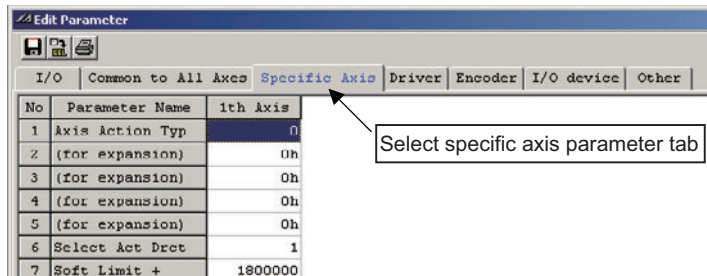 Edit Parameter
I/O Common to All Axes Specific Axis Driver Encoder I/O device Other
No Parameter Name 1th Axis
1 Axis Action Typ 0
2 (for expansion) 0h
3 (for expansion) 0h
4 (for expansion) 0h
5 (for expansion) 0h
6 Select Act Drct 1
7 Soft Limit + 1800000
Select specific axis parameter tab